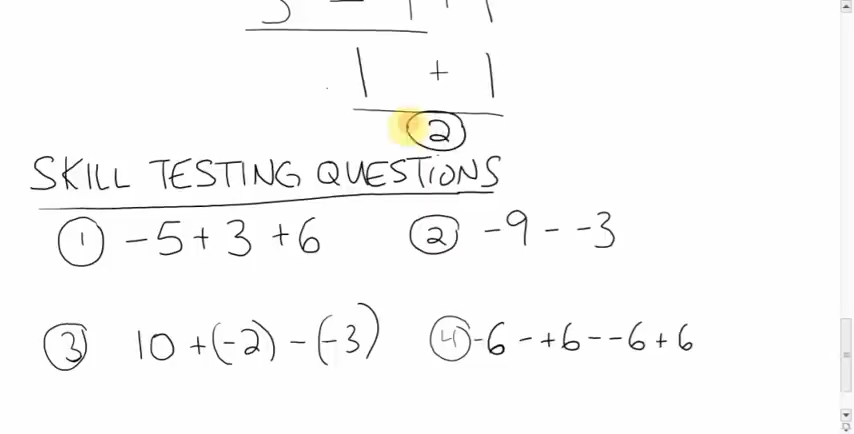 1 + 1
2
SKILL TESTING QUESTIONS
1 -5+3+6 2 -9--3
3 10+(-2)-(-3) 4 -6-+6--6+6